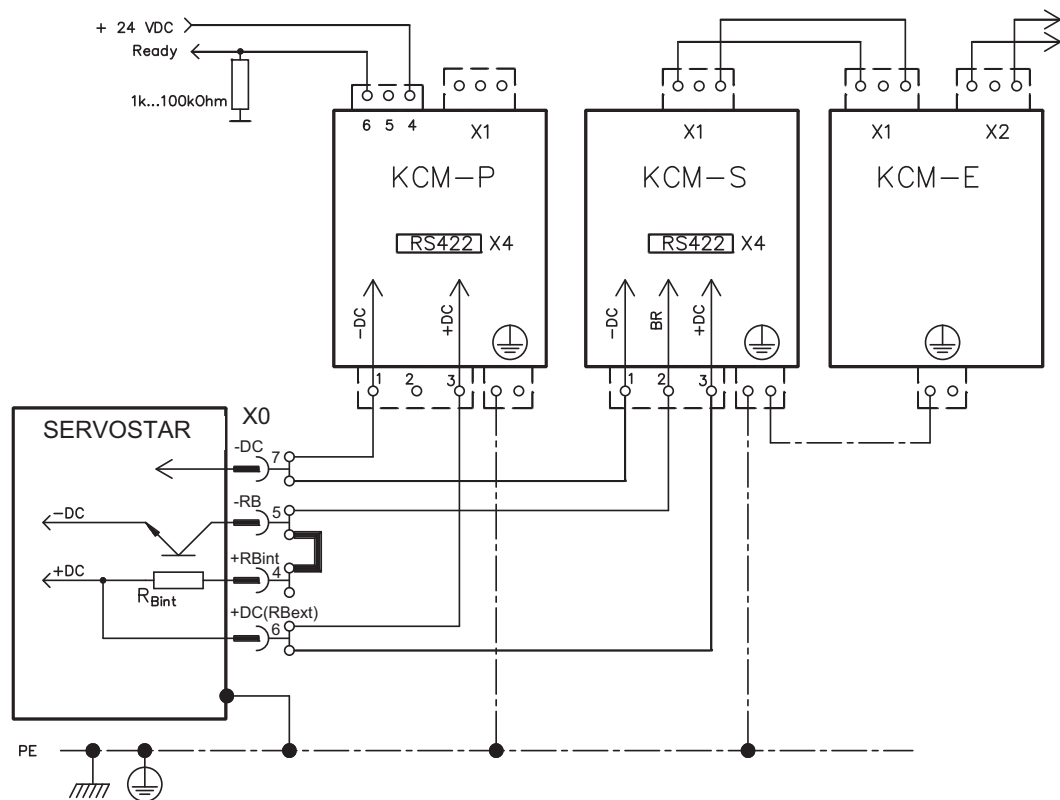 + 24 VDC
Ready
1k...100kOhm
6 5 4
X1
KCM-P
RS422 X4
-DC
+DC
1 2 3
X1
KCM-S
RS422 X4
-DC
BR
+DC
1 2 3
X1 X2
KCM-E
SERVOSTAR
X0
-DC
7
-RB
5
-DC
+RBint
4
+DC
RBint
+DC(RBext)
6
PE